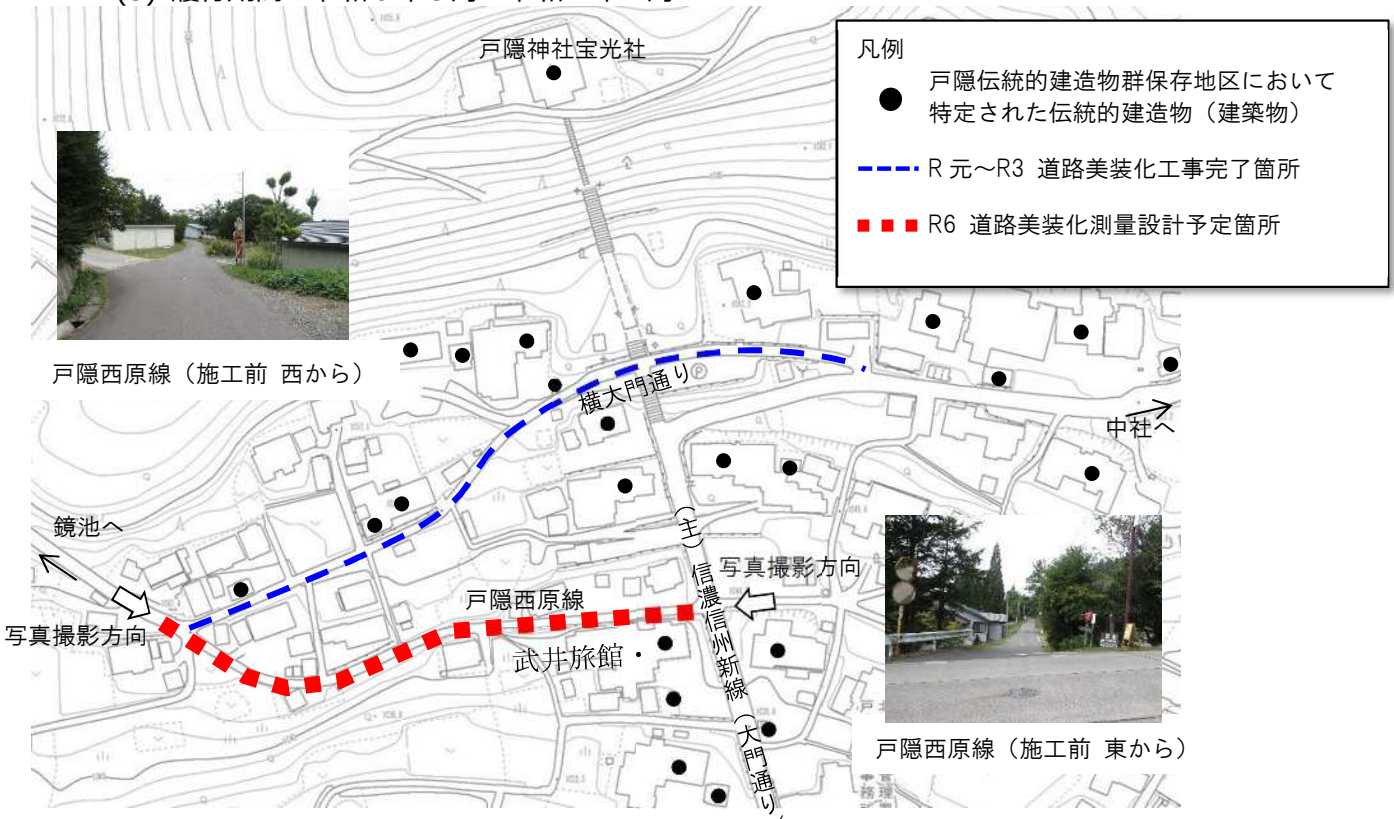 戸隠神社宝光社
凡例
戸隠伝統的建造物群保存地区において
特定された伝統的建造物（建築物）
R 元～R3 道路美装化工事完了箇所
R6 道路美装化測量設計予定箇所
戸隠西原線（施工前 西から）
横大門通り
P
中社へ
鏡池へ
写真撮影方向
戸隠西原線
写真撮影方向
武井旅館・
（主）信濃信州新線（大門通り）
戸隠西原線（施工前 東から）